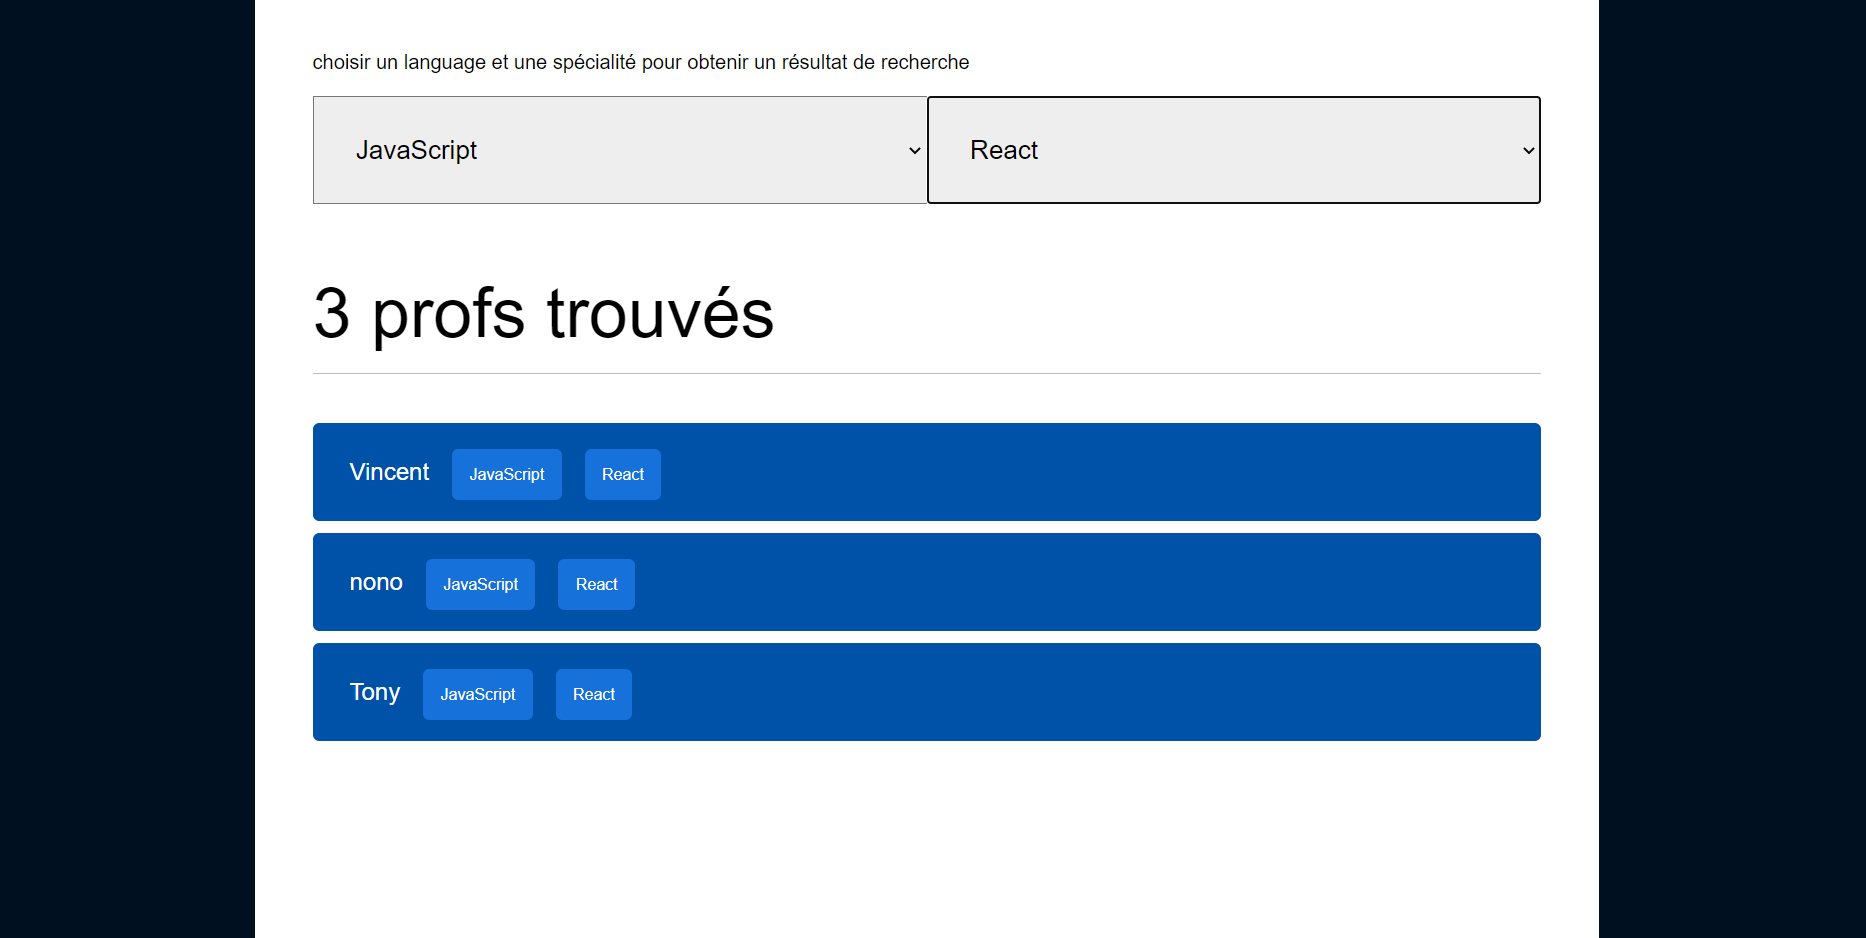 choisir un language et une spécialité pour obtenir un résultat de recherche
JavaScript React
3 profs trouvés
Vincent JavaScript React
nono JavaScript React
Tony JavaScript React